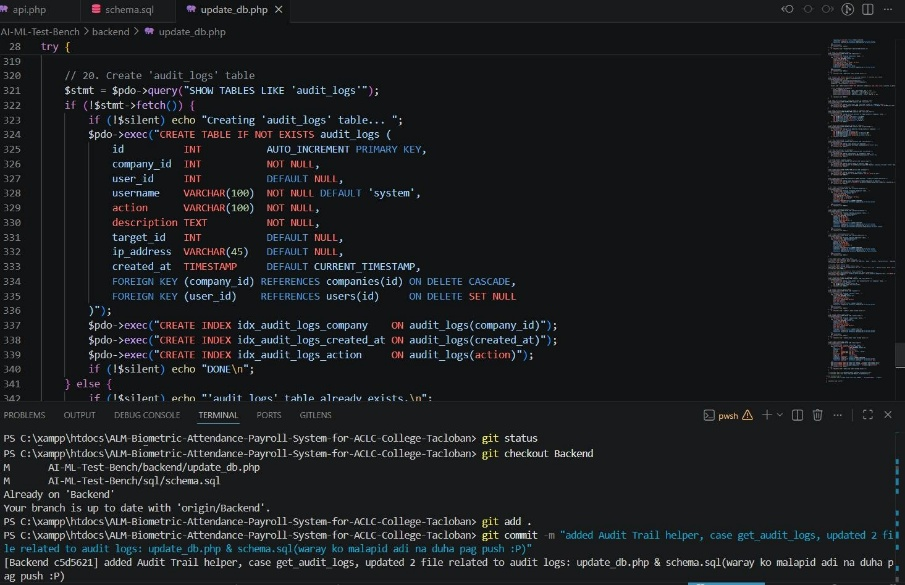 api.php
schema.sql
update_db.php
AI-ML-Test-Bench > backend > update_db.php
28 try {
319
320 // 20. Create 'audit_logs' table
321 $stmt = $pdo->query("SHOW TABLES LIKE 'audit_logs'");
322 if (!$stmt->fetch()) {
323 if (!$silent) echo "Creating 'audit_logs' table... ";
324 $pdo->exec("CREATE TABLE IF NOT EXISTS audit_logs (
325 id INT AUTO_INCREMENT PRIMARY KEY,
326 company_id INT NOT NULL,
327 user_id INT DEFAULT NULL,
328 username VARCHAR(100) NOT NULL DEFAULT 'system',
329 action VARCHAR(100) NOT NULL,
330 description TEXT NOT NULL,
331 target_id INT DEFAULT NULL,
332 ip_address VARCHAR(45) DEFAULT NULL,
333 created_at TIMESTAMP DEFAULT CURRENT_TIMESTAMP,
334 FOREIGN KEY (company_id) REFERENCES companies(id) ON DELETE CASCADE,
335 FOREIGN KEY (user_id) REFERENCES users(id) ON DELETE SET NULL
336 )");
337 $pdo->exec("CREATE INDEX idx_audit_logs_company ON audit_logs(company_id)");
338 $pdo->exec("CREATE INDEX idx_audit_logs_created_at ON audit_logs(created_at)");
339 $pdo->exec("CREATE INDEX idx_audit_logs_action ON audit_logs(action)");
340 if (!$silent) echo "DONE\n";
341 } else {
342 if (!$silent) echo "'audit_logs' table already exists.\n";
PROBLEMS OUTPUT DEBUG CONSOLE TERMINAL PORTS GITLENS
pwsh
PS C:\xampp\htdocs\ALM-Biometric-Attendance-Payroll-System-for-ACLC-College-Tacloban> git status
PS C:\xampp\htdocs\ALM-Biometric-Attendance-Payroll-System-for-ACLC-College-Tacloban> git checkout Backend
M AI-ML-Test-Bench/backend/update_db.php
M AI-ML-Test-Bench/sql/schema.sql
Already on 'Backend'
Your branch is up to date with 'origin/Backend'.
PS C:\xampp\htdocs\ALM-Biometric-Attendance-Payroll-System-for-ACLC-College-Tacloban> git add .
PS C:\xampp\htdocs\ALM-Biometric-Attendance-Payroll-System-for-ACLC-College-Tacloban> git commit -m "added Audit Trail helper, case get_audit_logs, updated 2 fi
le related to audit logs: update_db.php & schema.sql(waray ko malapid adi na duha pag push :P)"
[Backend c5d5621] added Audit Trail helper, case get_audit_logs, updated 2 file related to audit logs: update_db.php & schema.sql(waray ko malapid adi na duha p
ag push :P)